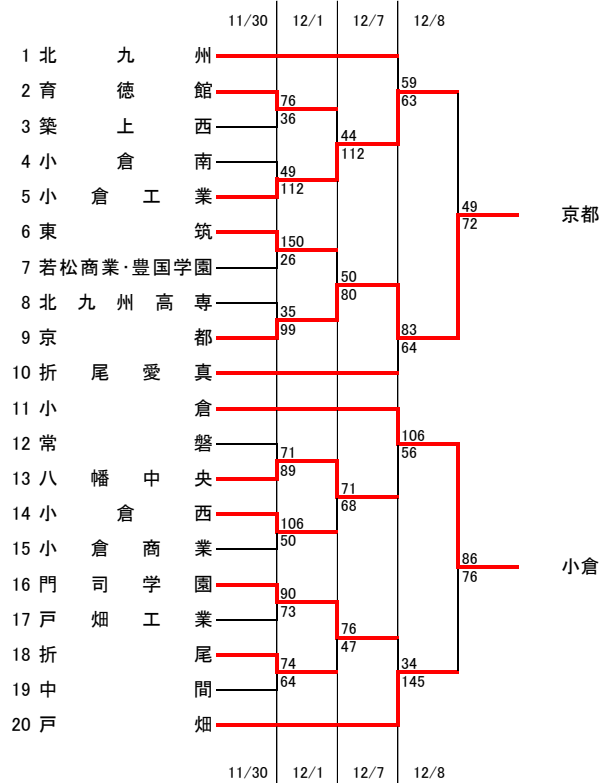 11/30 12/1 12/7 12/8
1 北九州
59
2 育徳館
76
63
36
3 築上西
44
112
4 小倉南
49
5 小倉工業
112
49
京都
72
6 東筑
150
7 若松商業・豊国学園
26
50
80
8 北九州高専
35
9 京都
99
83
64
10 折尾愛真
11 小倉
106
12 常磐
71
56
13 八幡中央
89
71
68
14 小倉西
106
15 小倉商業
50
86
小倉
76
16 門司学園
90
17 戸畑工業
73
76
47
18 折尾
74
34
19 中間
64
145
20 戸畑
11/30 12/1 12/7 12/8